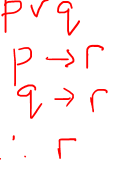 p ∨ q
p → r
q → r
∴ r